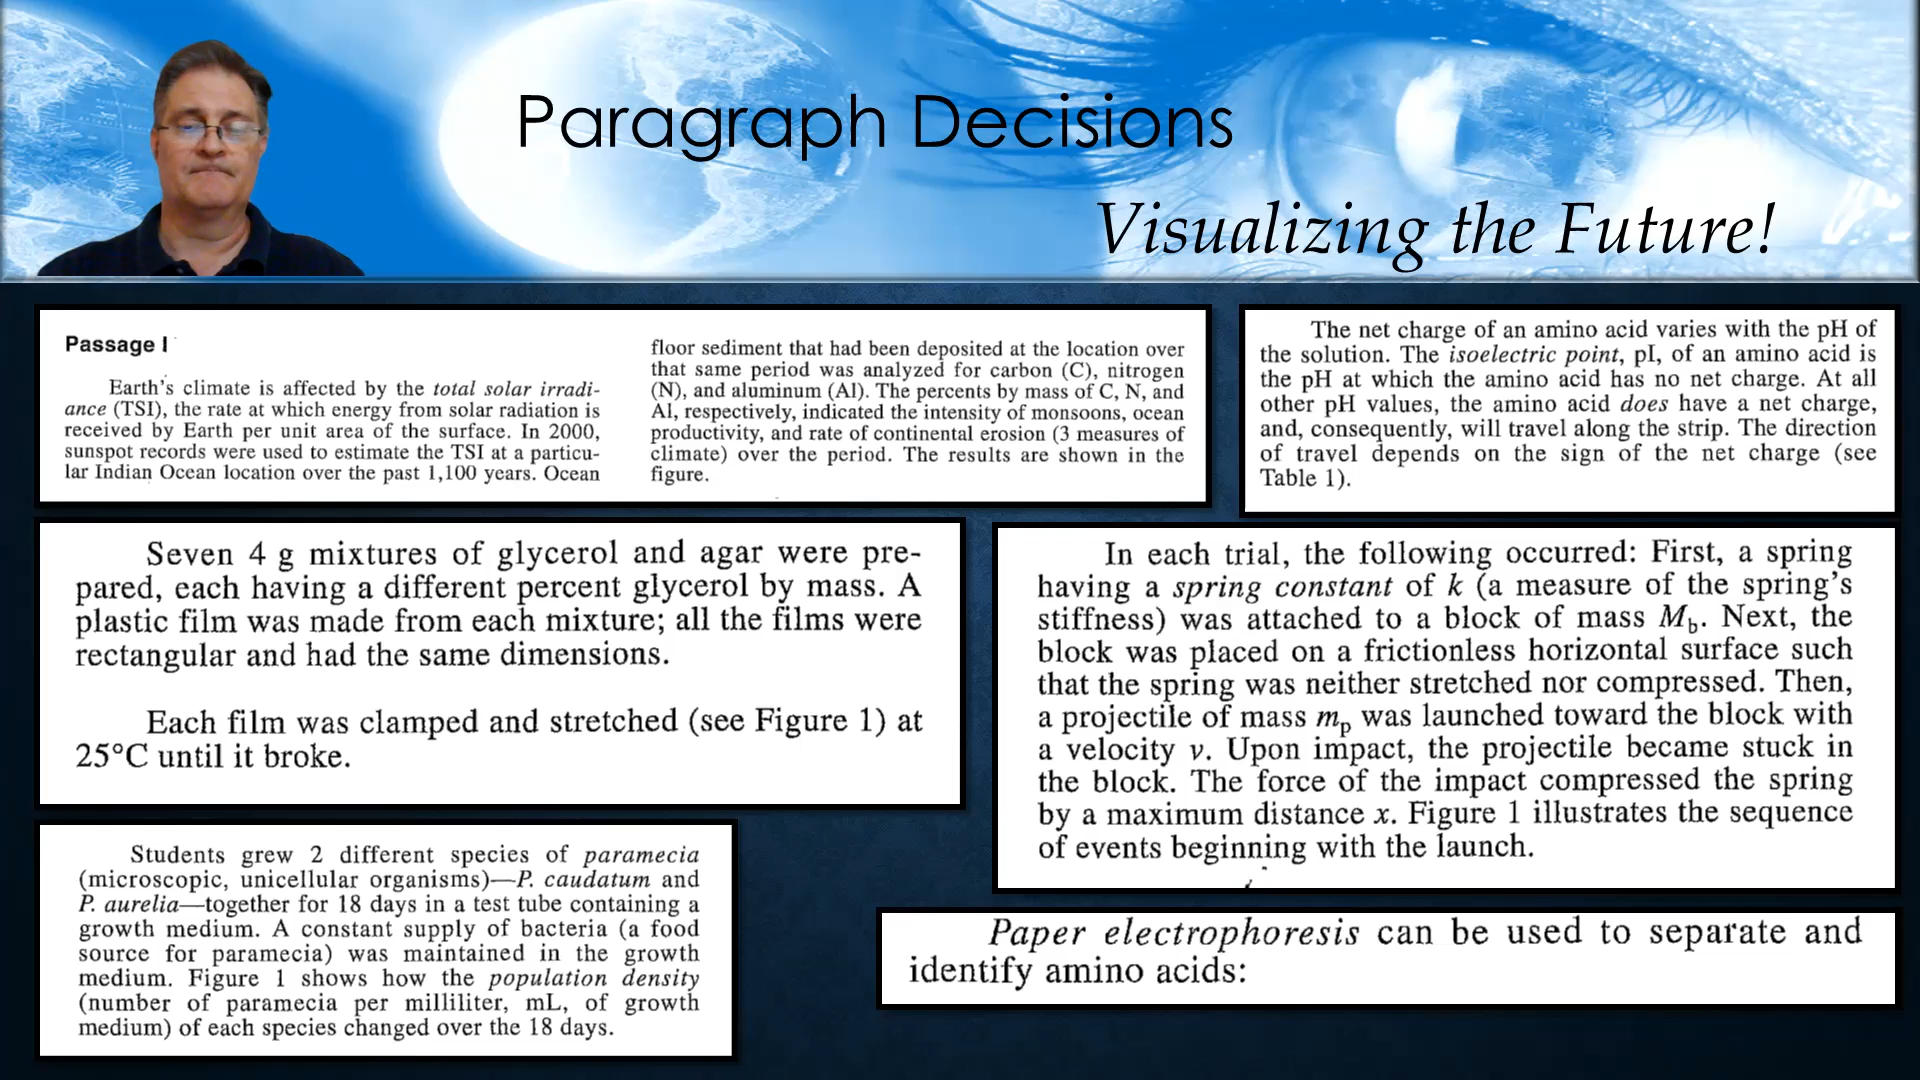 Paragraph Decisions
Visualizing the Future!
Passage I
Earth's climate is affected by the total solar irradi-
ance (TSI), the rate at which energy from solar radiation is
received by Earth per unit area of the surface. In 2000,
sunspot records were used to estimate the TSI at a particu-
lar Indian Ocean location over the past 1,100 years. Ocean
floor sediment that had been deposited at the location over
that same period was analyzed for carbon (C), nitrogen
(N), and aluminum (Al). The percents by mass of C, N, and
Al, respectively, indicated the intensity of monsoons, ocean
productivity, and rate of continental erosion (3 measures of
climate) over the period. The results are shown in the
figure.
The net charge of an amino acid varies with the pH of
the solution. The isoelectric point, pI, of an amino acid is
the pH at which the amino acid has no net charge. At all
other pH values, the amino acid does have a net charge,
and, consequently, will travel along the strip. The direction
of travel depends on the sign of the net charge (see
Table 1).
Seven 4 g mixtures of glycerol and agar were pre-
pared, each having a different percent glycerol by mass. A
plastic film was made from each mixture; all the films were
rectangular and had the same dimensions.
Each film was clamped and stretched (see Figure 1) at
25°C until it broke.
In each trial, the following occurred: First, a spring
having a spring constant of k (a measure of the spring's
stiffness) was attached to a block of mass Mb. Next, the
block was placed on a frictionless horizontal surface such
that the spring was neither stretched nor compressed. Then,
a projectile of mass mp was launched toward the block with
a velocity v. Upon impact, the projectile became stuck in
the block. The force of the impact compressed the spring
by a maximum distance x. Figure 1 illustrates the sequence
of events beginning with the launch.
Students grew 2 different species of paramecia
(microscopic, unicellular organisms)—P. caudatum and
P. aurelia—together for 18 days in a test tube containing a
growth medium. A constant supply of bacteria (a food
source for paramecia) was maintained in the growth
medium. Figure 1 shows how the population density
(number of paramecia per milliliter, mL, of growth
medium) of each species changed over the 18 days.
Paper electrophoresis can be used to separate and
identify amino acids: